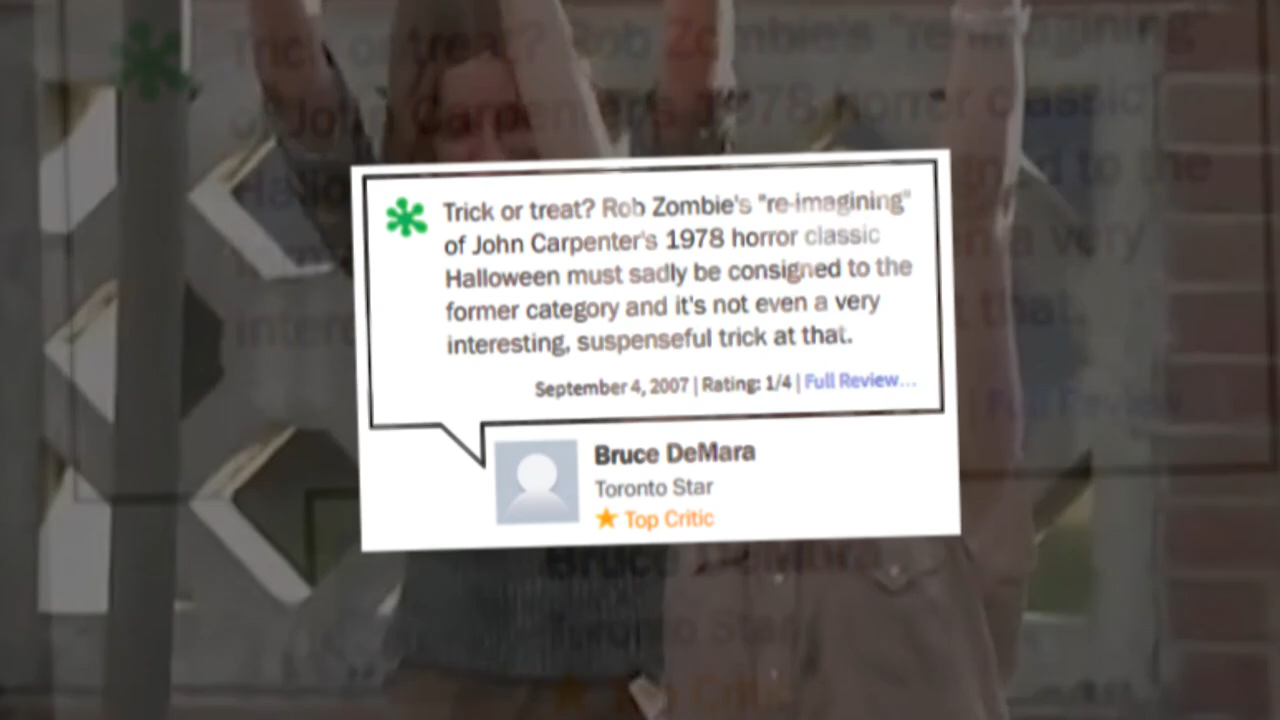 Trick or treat? Rob Zombie's "re-imagining"
of John Carpenter's 1978 horror classic
Halloween must sadly be consigned to the
former category and it's not even a very
interesting, suspenseful trick at that.
September 4, 2007 | Rating: 1/4 | Full Review...
Bruce DeMara
Toronto Star
Top Critic